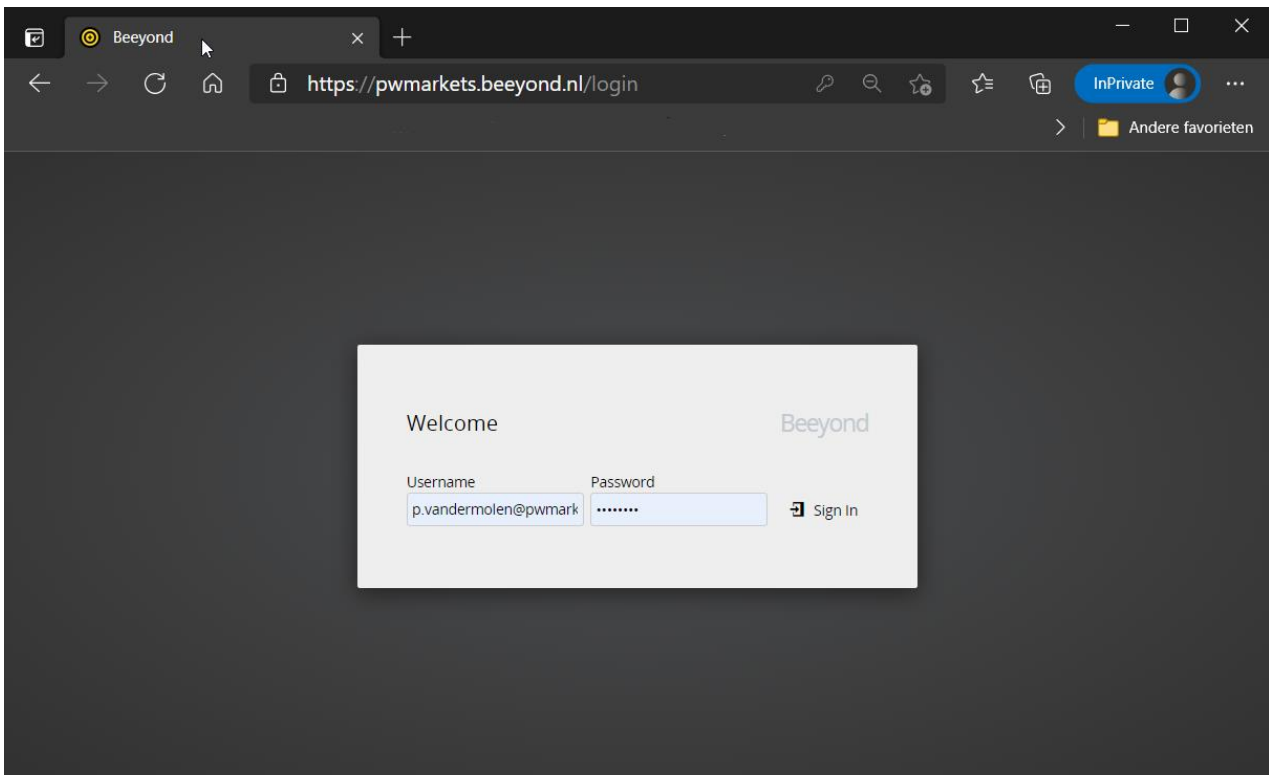 Beeyond
https://pwmarkets.beeyond.nl/login
InPrivate
Andere favorieten
Welcome
Beeyond
Username
Password
p.vandermolen@pwmark
••••••••
Sign In